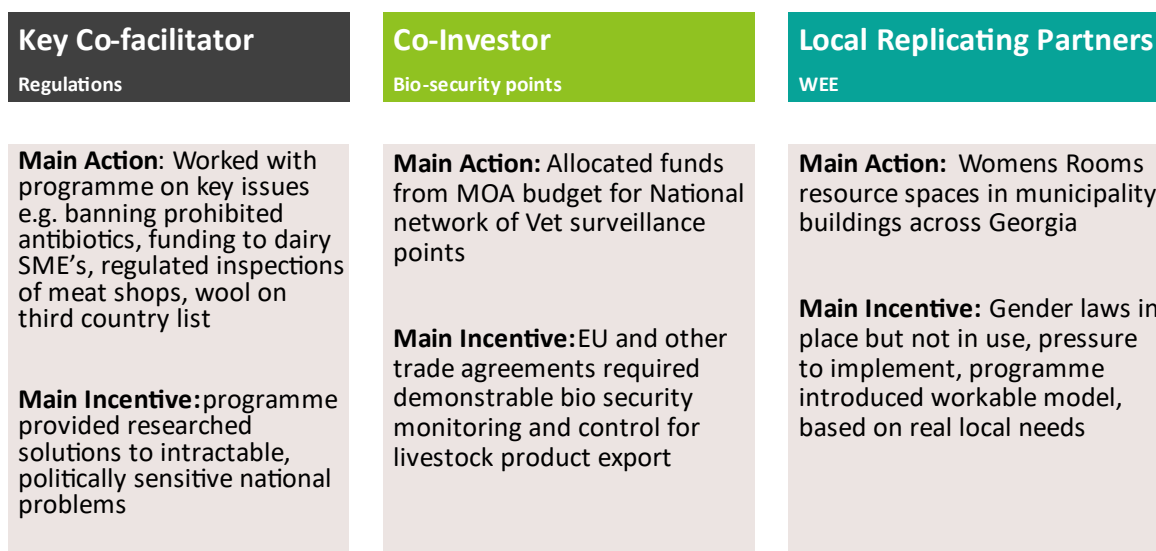 Key Co-facilitator
Regulations
Main Action: Worked with
programme on key issues
e.g. banning prohibited
antibiotics, funding to dairy
SME's, regulated inspections
of meat shops, wool on
third country list
Main Incentive: programme
provided researched
solutions to intractable,
politically sensitive national
problems
Co-Investor
Bio-security points
Main Action: Allocated funds
from MOA budget for National
network of Vet surveillance
points
Main Incentive: EU and other
trade agreements required
demonstrable bio security
monitoring and control for
livestock product export
Local Replicating Partners
WEE
Main Action: Womens Rooms
resource spaces in municipality
buildings across Georgia
Main Incentive: Gender laws in
place but not in use, pressure
to implement, programme
introduced workable model,
based on real local needs